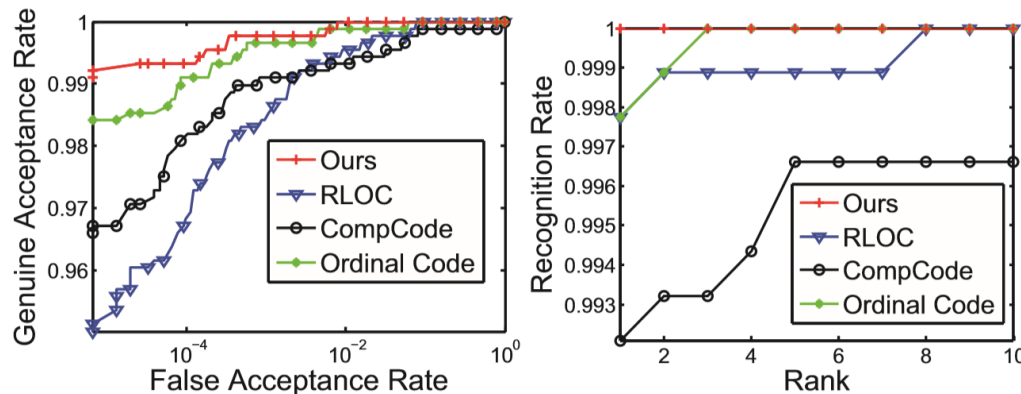 Genuine Acceptance Rate
1
0.99
0.98
0.97
0.96
10⁻⁴
10⁻²
10⁰
False Acceptance Rate
Ours
RLOC
CompCode
Ordinal Code
Recognition Rate
1
0.999
0.998
0.997
0.996
0.995
0.994
0.993
2
4
6
8
10
Rank
Ours
RLOC
CompCode
Ordinal Code